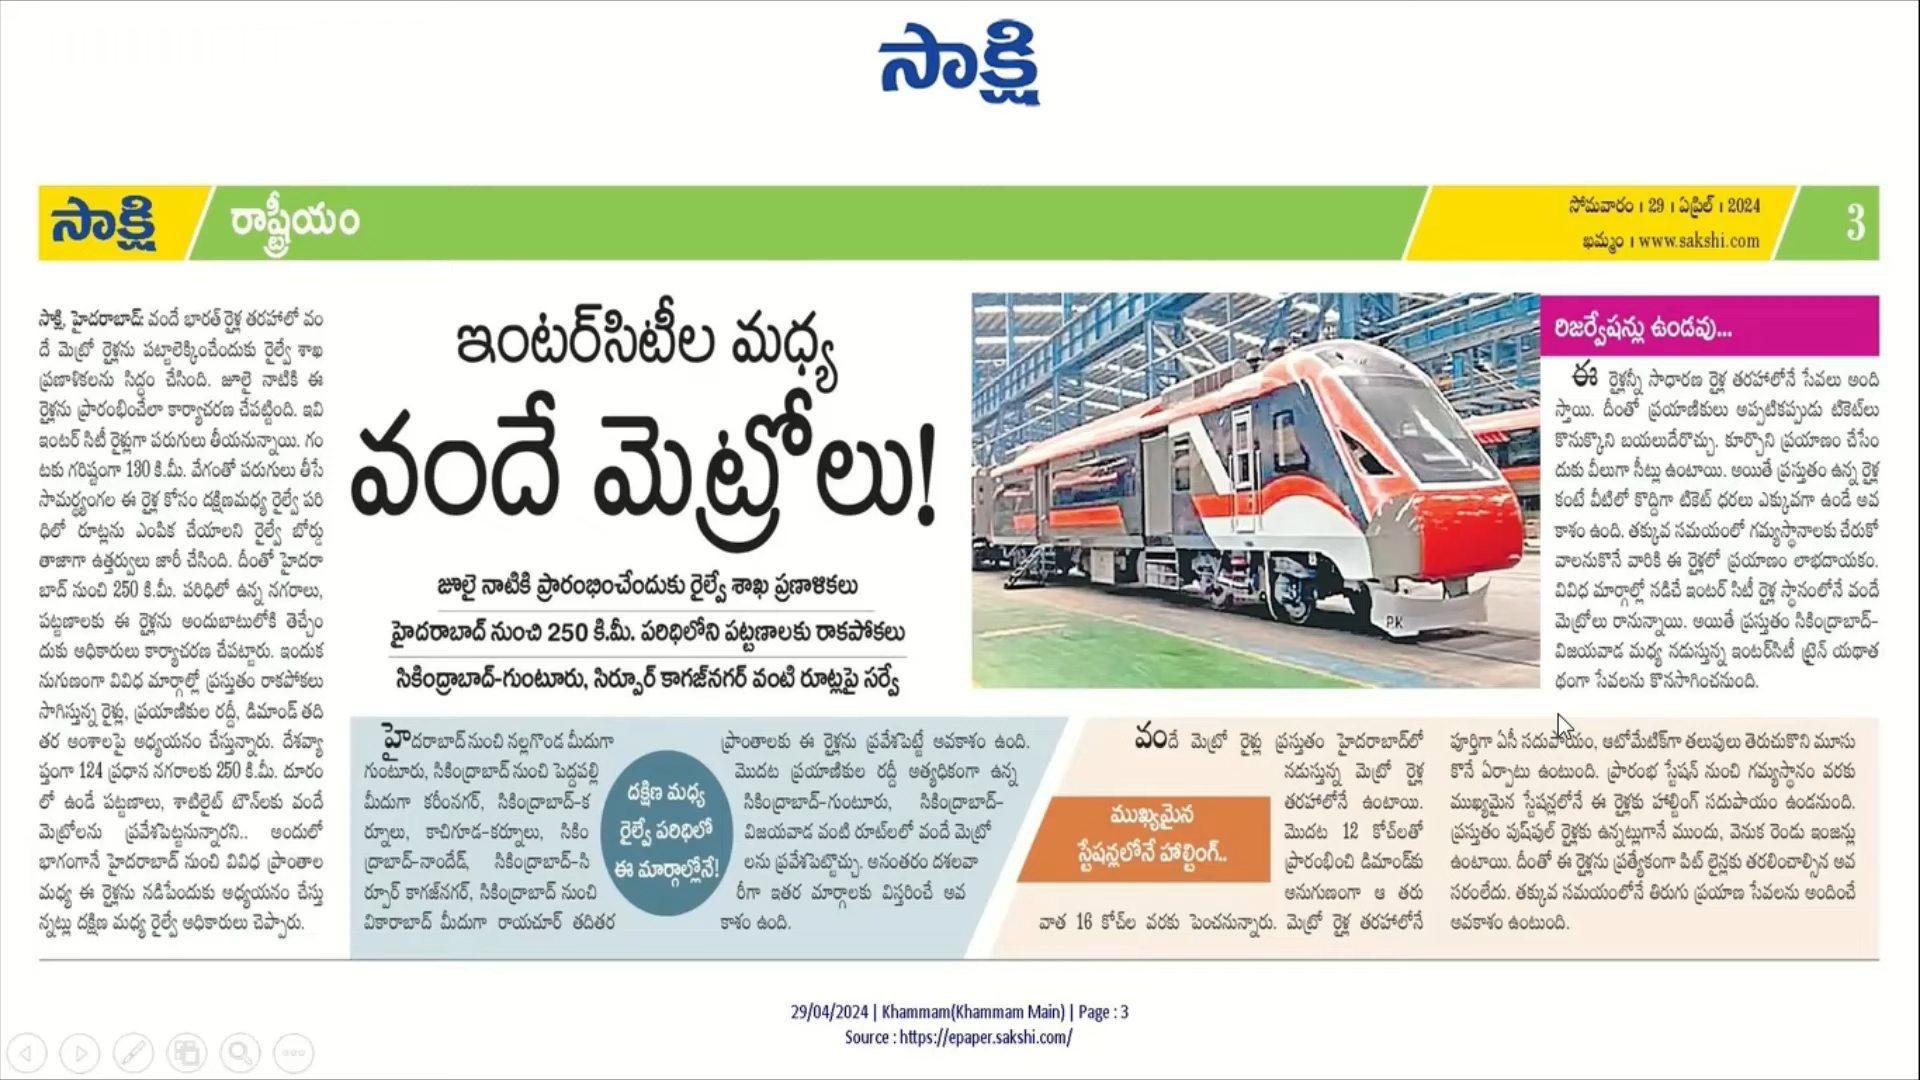 సాక్షి
సాక్షి
రాష్ట్రీయం
సోమవారం । 29 । ఏప్రిల్ । 2024
ఖమ్మం । www.sakshi.com
3
సాక్షి, హైదరాబాద్: వందే భారత్ రైళ్ల తరహాలో వం
దే మెట్రో రైళ్లను పట్టాలెక్కించేందుకు రైల్వే శాఖ
ప్రణాళికలను సిద్ధం చేసింది. జూలై నాటికి ఈ
రైళ్లను ప్రారంభించేలా కార్యాచరణ చేపట్టింది. ఇవి
ఇంటర్ సిటీ రైళ్లుగా పరుగులు తీయనున్నాయి. గం
టకు గరిష్టంగా 130 కి.మీ. వేగంతో పరుగులు తీసే
సామర్థ్యంగల ఈ రైళ్ల కోసం దక్షిణమధ్య రైల్వే పరి
ధిలో రూట్లను ఎంపిక చేయాలని రైల్వే బోర్డు
తాజాగా ఉత్తర్వులు జారీ చేసింది. దీంతో హైదరా
బాద్ నుంచి 250 కి.మీ. పరిధిలో ఉన్న నగరాలు,
పట్టణాలకు ఈ రైళ్లను అందుబాటులోకి తెచ్చేం
దుకు అధికారులు కార్యాచరణ చేపట్టారు. ఇందుక
నుగుణంగా వివిధ మార్గాల్లో ప్రస్తుతం రాకపోకలు
సాగిస్తున్న రైళ్లు, ప్రయాణికుల రద్దీ, డిమాండ్ తది
తర అంశాలపై అధ్యయనం చేస్తున్నారు. దేశవ్యా
ప్తంగా 124 ప్రధాన నగరాలకు 250 కి.మీ. దూరం
లో ఉండే పట్టణాలు, శాటిలైట్ టౌన్‌లకు వందే
మెట్రోలను ప్రవేశపెట్టనున్నారని.. అందులో
భాగంగానే హైదరాబాద్ నుంచి వివిధ ప్రాంతాల
మధ్య ఈ రైళ్లను నడిపేందుకు అధ్యయనం చేస్తు
న్నట్లు దక్షిణ మధ్య రైల్వే అధికారులు చెప్పారు.
ఇంటర్‌సిటీల మధ్య
వందే మెట్రోలు!
జూలై నాటికి ప్రారంభించేందుకు రైల్వే శాఖ ప్రణాళికలు
హైదరాబాద్ నుంచి 250 కి.మీ. పరిధిలోని పట్టణాలకు రాకపోకలు
సికింద్రాబాద్-గుంటూరు, సిర్పూర్ కాగజ్‌నగర్ వంటి రూట్లపై సర్వే
PK
రిజర్వేషన్లు ఉండవు...
ఈ రైళ్లన్నీ సాధారణ రైళ్ల తరహాలోనే సేవలు అంది
స్తాయి. దీంతో ప్రయాణికులు అప్పటికప్పుడు టికెట్‌లు
కొనుక్కొని బయలుదేరొచ్చు. కూర్చొని ప్రయాణం చేసేం
దుకు వీలుగా సీట్లు ఉంటాయి. అయితే ప్రస్తుతం ఉన్న రైళ్ల
కంటే వీటిలో కొద్దిగా టికెట్ ధరలు ఎక్కువగా ఉండే అవ
కాశం ఉంది. తక్కువ సమయంలో గమ్యస్థానాలకు చేరుకో
వాలనుకొనే వారికి ఈ రైళ్లలో ప్రయాణం లాభదాయకం.
వివిధ మార్గాల్లో నడిచే ఇంటర్ సిటీ రైళ్ల స్థానంలోనే వందే
మెట్రోలు రానున్నాయి. అయితే ప్రస్తుతం సికింద్రాబాద్-
విజయవాడ మధ్య నడుస్తున్న ఇంటర్‌సిటీ ట్రైన్ యథాత
థంగా సేవలను కొనసాగించనుంది.
హైదరాబాద్ నుంచి నల్లగొండ మీదుగా
గుంటూరు, సికింద్రాబాద్ నుంచి పెద్దపల్లి
మీదుగా కరీంనగర్, సికింద్రాబాద్-క
ర్నూలు, కాచిగూడ-కర్నూలు, సికిం
ద్రాబాద్-నాందేడ్, సికింద్రాబాద్-సి
ర్పూర్ కాగజ్‌నగర్, సికింద్రాబాద్ నుంచి
వికారాబాద్ మీదుగా రాయచూర్ తదితర
దక్షిణ మధ్య
రైల్వే పరిధిలో
ఈ మార్గాల్లోనే!
ప్రాంతాలకు ఈ రైళ్లను ప్రవేశపెట్టే అవకాశం ఉంది.
మొదట ప్రయాణికుల రద్దీ అత్యధికంగా ఉన్న
సికింద్రాబాద్-గుంటూరు, సికింద్రాబాద్-
విజయవాడ వంటి రూట్‌లలో వందే మెట్రో
లను ప్రవేశపెట్టొచ్చు. అనంతరం దశలవా
రీగా ఇతర మార్గాలకు విస్తరించే అవ
కాశం ఉంది.
వందే మెట్రో రైళ్లు ప్రస్తుతం హైదరాబాద్‌లో
నడుస్తున్న మెట్రో రైళ్ల
తరహాలోనే ఉంటాయి.
మొదట 12 కోచ్‌లతో
ప్రారంభించి డిమాండ్‌కు
అనుగుణంగా ఆ తరు
వాత 16 కోచ్‌ల వరకు పెంచనున్నారు. మెట్రో రైళ్ల తరహాలోనే
ముఖ్యమైన
స్టేషన్లలోనే హాల్టింగ్..
పూర్తిగా ఏసీ సదుపాయం, ఆటోమేటిక్‌గా తలుపులు తెరుచుకొని మూసు
కొనే ఏర్పాటు ఉంటుంది. ప్రారంభ స్టేషన్ నుంచి గమ్యస్థానం వరకు
ముఖ్యమైన స్టేషన్లలోనే ఈ రైళ్లకు హాల్టింగ్ సదుపాయం ఉండనుంది.
ప్రస్తుతం పుష్‌పుల్ రైళ్లకు ఉన్నట్లుగానే ముందు, వెనుక రెండు ఇంజన్లు
ఉంటాయి. దీంతో ఈ రైళ్లను ప్రత్యేకంగా పిట్ లైన్లకు తరలించాల్సిన అవ
సరంలేదు. తక్కువ సమయంలోనే తిరుగు ప్రయాణ సేవలను అందించే
అవకాశం ఉంటుంది.
29/04/2024 | Khammam(Khammam Main) | Page : 3
Source : https://epaper.sakshi.com/